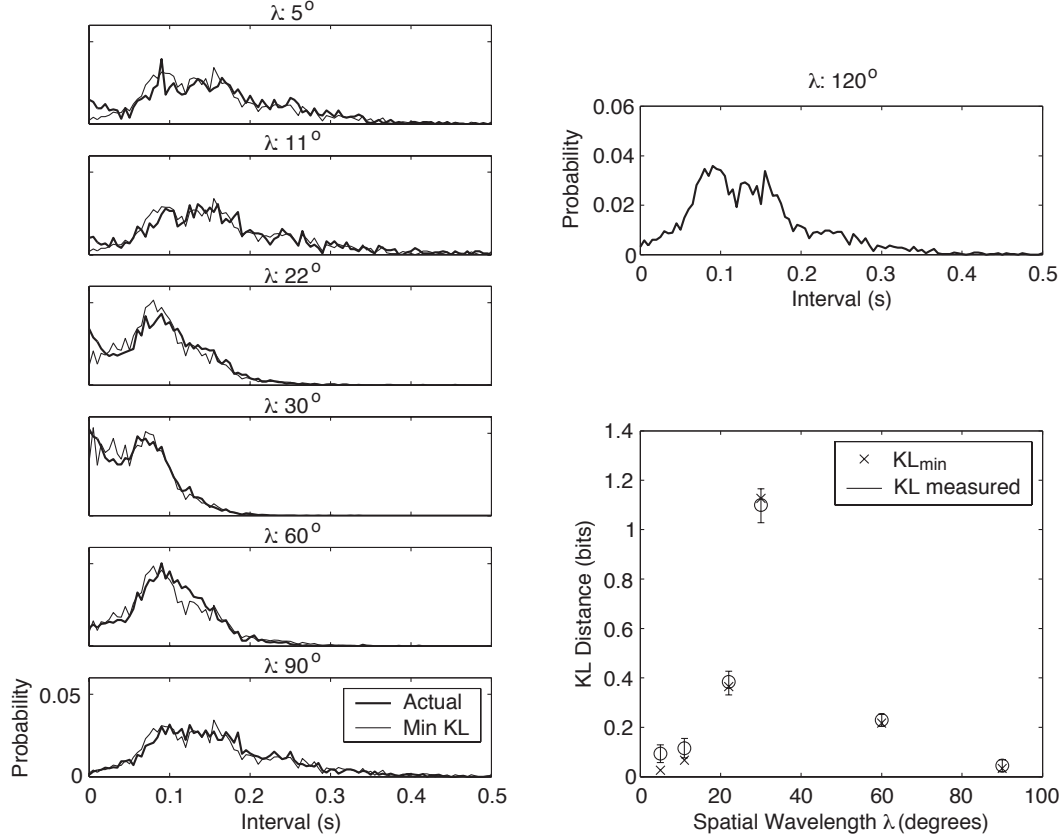 λ: 5°
λ: 11°
λ: 22°
λ: 30°
λ: 60°
λ: 90°
0.05
0
Probability
Actual
Min KL
0 0.1 0.2 0.3 0.4 0.5
Interval (s)
λ: 120°
0.06
0.04
0.02
0
Probability
0 0.1 0.2 0.3 0.4 0.5
Interval (s)
1.4
1.2
1
0.8
0.6
0.4
0.2
0
KL Distance (bits)
KLmin
KL measured
0 20 40 60 80 100
Spatial Wavelength λ (degrees)